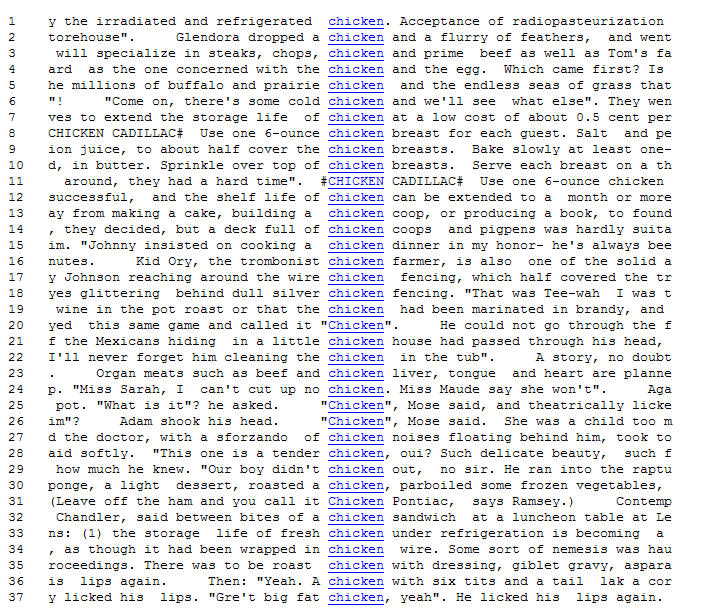 1 y the irradiated and refrigerated chicken. Acceptance of radiopasteurization
2 torehouse". Glendora dropped a chicken and a flurry of feathers, and went
3 will specialize in steaks, chops, chicken and prime beef as well as Tom's fa
4 ard as the one concerned with the chicken and the egg. Which came first? Is
5 he millions of buffalo and prairie chicken and the endless seas of grass that
6 "! "Come on, there's some cold chicken and we'll see what else". They wen
7 ves to extend the storage life of chicken at a low cost of about 0.5 cent per
8 CHICKEN CADILLAC# Use one 6-ounce chicken breast for each guest. Salt and pe
9 ion juice, to about half cover the chicken breasts. Bake slowly at least one-
10 d, in butter. Sprinkle over top of chicken breasts. Serve each breast on a th
11 around, they had a hard time". #CHICKEN CADILLAC# Use one 6-ounce chicken
12 successful, and the shelf life of chicken can be extended to a month or more
13 ay from making a cake, building a chicken coop, or producing a book, to found
14 , they decided, but a deck full of chicken coops and pigpens was hardly suita
15 im. "Johnny insisted on cooking a chicken dinner in my honor- he's always bee
16 nutes. Kid Ory, the trombonist chicken farmer, is also one of the solid a
17 y Johnson reaching around the wire chicken fencing, which half covered the tr
18 yes glittering behind dull silver chicken fencing. "That was Tee-wah I was t
19 wine in the pot roast or that the chicken had been marinated in brandy, and
20 yed this same game and called it "Chicken". He could not go through the f
21 f the Mexicans hiding in a little chicken house had passed through his head,
22 I'll never forget him cleaning the chicken in the tub". A story, no doubt
23 . Organ meats such as beef and chicken liver, tongue and heart are planne
24 p. "Miss Sarah, I can't cut up no chicken. Miss Maude say she won't". Aga
25 pot. "What is it"? he asked. "Chicken", Mose said, and theatrically licke
26 im"? Adam shook his head. "Chicken", Mose said. She was a child too m
27 d the doctor, with a sforzando of chicken noises floating behind him, took to
28 aid softly. "This one is a tender chicken, oui? Such delicate beauty, such f
29 how much he knew. "Our boy didn't chicken out, no sir. He ran into the raptu
30 ponge, a light dessert, roasted a chicken, parboiled some frozen vegetables,
31 (Leave off the ham and you call it Chicken Pontiac, says Ramsey.) Contemp
32 Chandler, said between bites of a chicken sandwich at a luncheon table at Le
33 ns: (1) the storage life of fresh chicken under refrigeration is becoming a
34 , as though it had been wrapped in chicken wire. Some sort of nemesis was hau
35 roceedings. There was to be roast chicken with dressing, giblet gravy, aspara
36 is lips again. Then: "Yeah. A chicken with six tits and a tail lak a cor
37 y licked his lips. "Gre't big fat chicken, yeah". He licked his lips again.